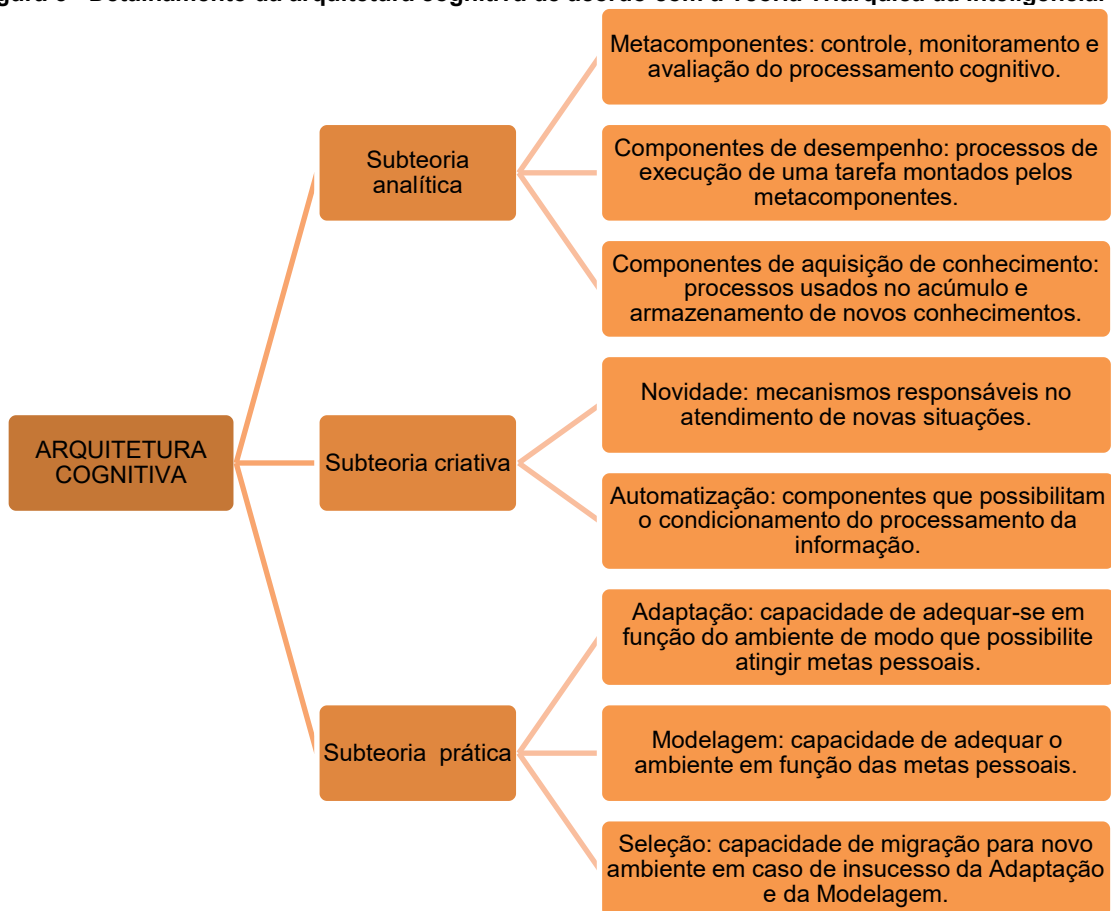 Metacomponentes: controle, monitoramento e
avaliação do processamento cognitivo.
Subteoria
analítica
Componentes de desempenho: processos de
execução de uma tarefa montados pelos
metacomponentes.
Componentes de aquisição de conhecimento:
processos usados no acúmulo e
armazenamento de novos conhecimentos.
ARQUITETURA
COGNITIVA
Subteoria criativa
Novidade: mecanismos responsáveis no
atendimento de novas situações.
Automatização: componentes que possibilitam
o condicionamento do processamento da
informação.
Subteoria prática
Adaptação: capacidade de adequar-se em
função do ambiente de modo que possibilite
atingir metas pessoais.
Modelagem: capacidade de adequar o
ambiente em função das metas pessoais.
Seleção: capacidade de migração para novo
ambiente em caso de insucesso da Adaptação
e da Modelagem.